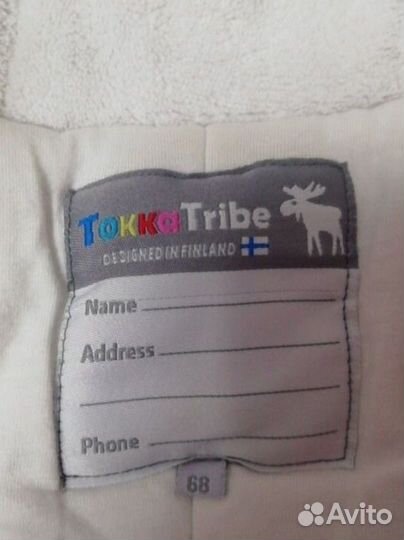 TokkaTribe
DESIGNED IN FINLAND
Name
Address
Phone
68
Avito